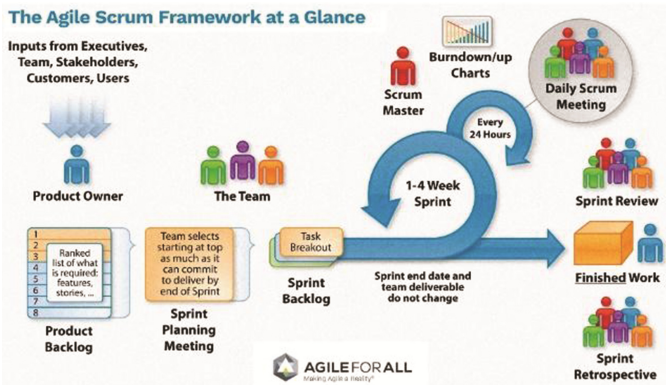 The Agile Scrum Framework at a Glance
Inputs from Executives,
Team, Stakeholders,
Customers, Users
Product Owner
The Team
Scrum
Master
Burndown/up
Charts
Every
24 Hours
Daily Scrum
Meeting
1-4 Week
Sprint
Sprint Review
1
2
3
4
5
6
7
8
Ranked
list of what
is required:
features,
stories, ...
Product
Backlog
Team selects
starting at top
as much as it
can commit
to deliver by
end of Sprint
Sprint
Planning
Meeting
Task
Breakout
Sprint
Backlog
Sprint end date and
team deliverable
do not change
Finished Work
Sprint
Retrospective
AGILEFORALL
Making Agile a Reality®